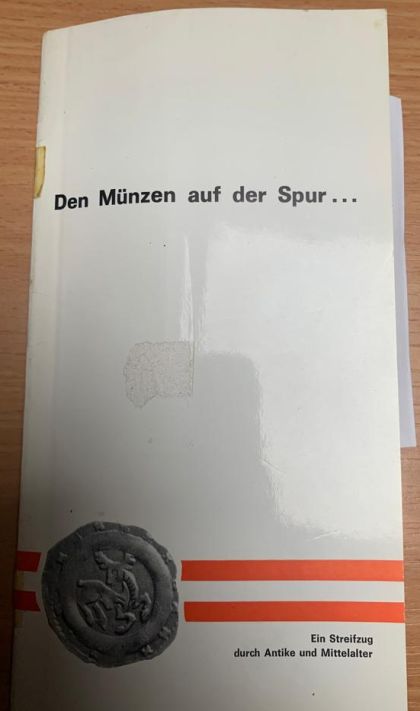 Den Münzen auf der Spur...
Ein Streifzug
durch Antike und Mittelalter